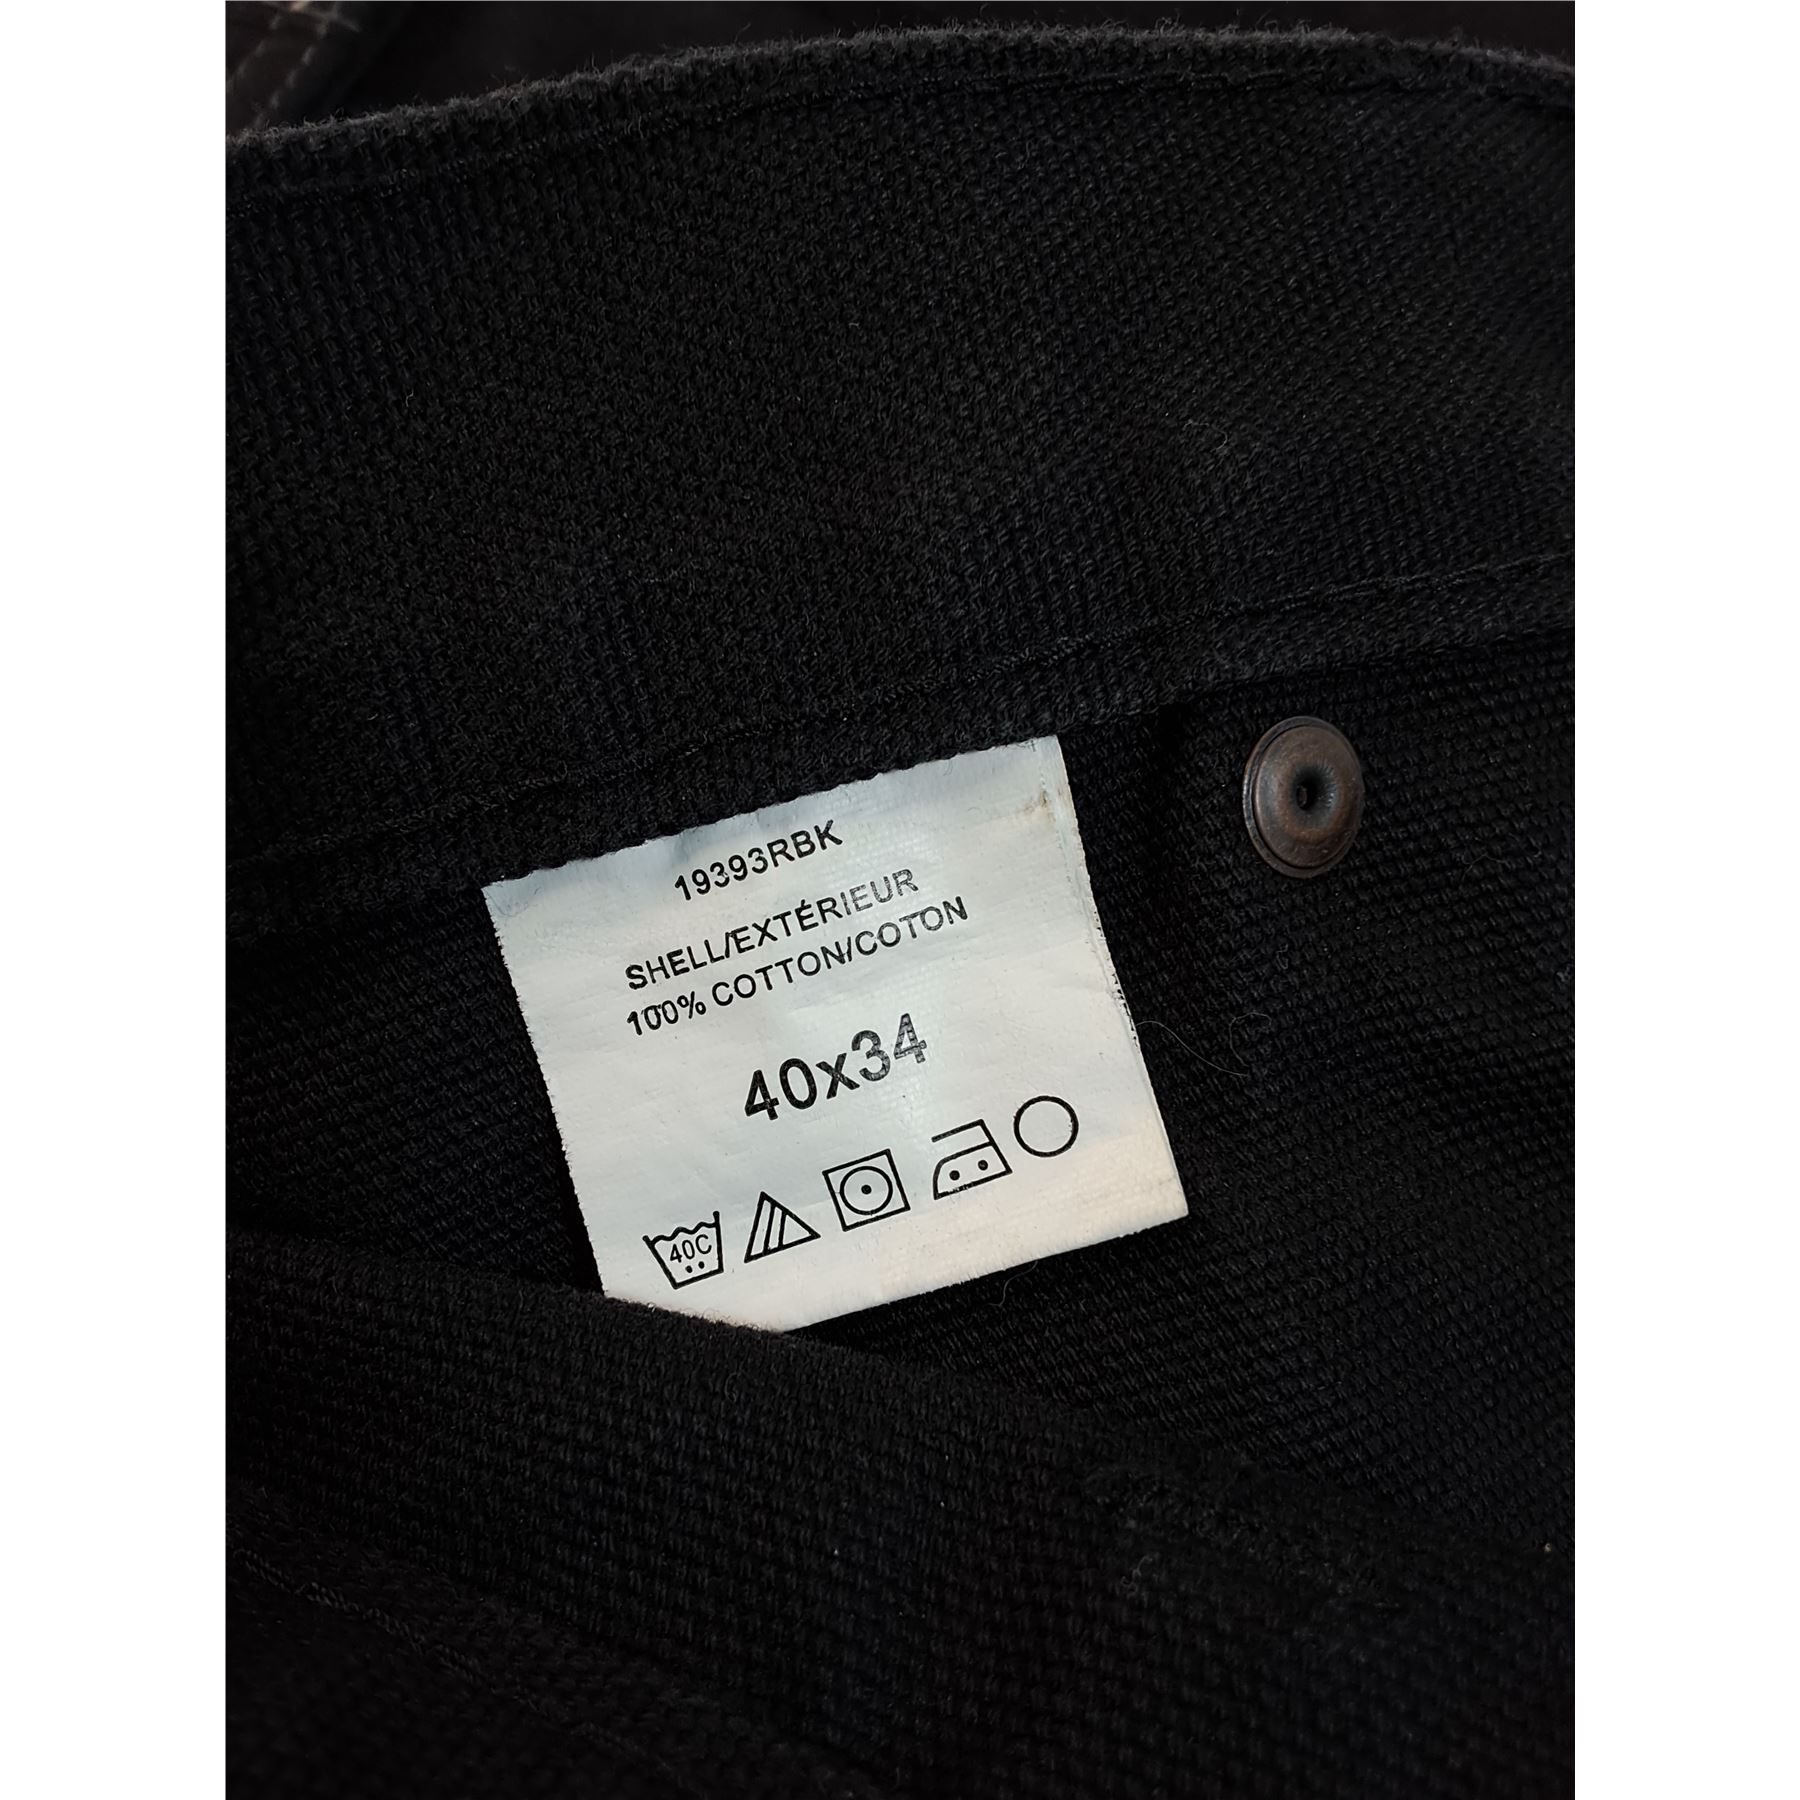 19393RBK
SHELL/EXTÉRIEUR
100% COTTON/COTON
40x34
40C